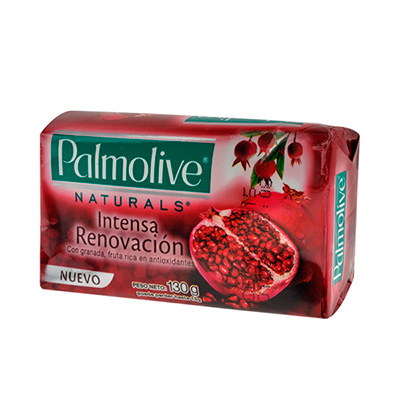 Palmolive®
NATURALS®
Intensa
Renovación
Con granada, fruta rica en antioxidantes
NUEVO
PESO NETO: 130 g
Palmolive